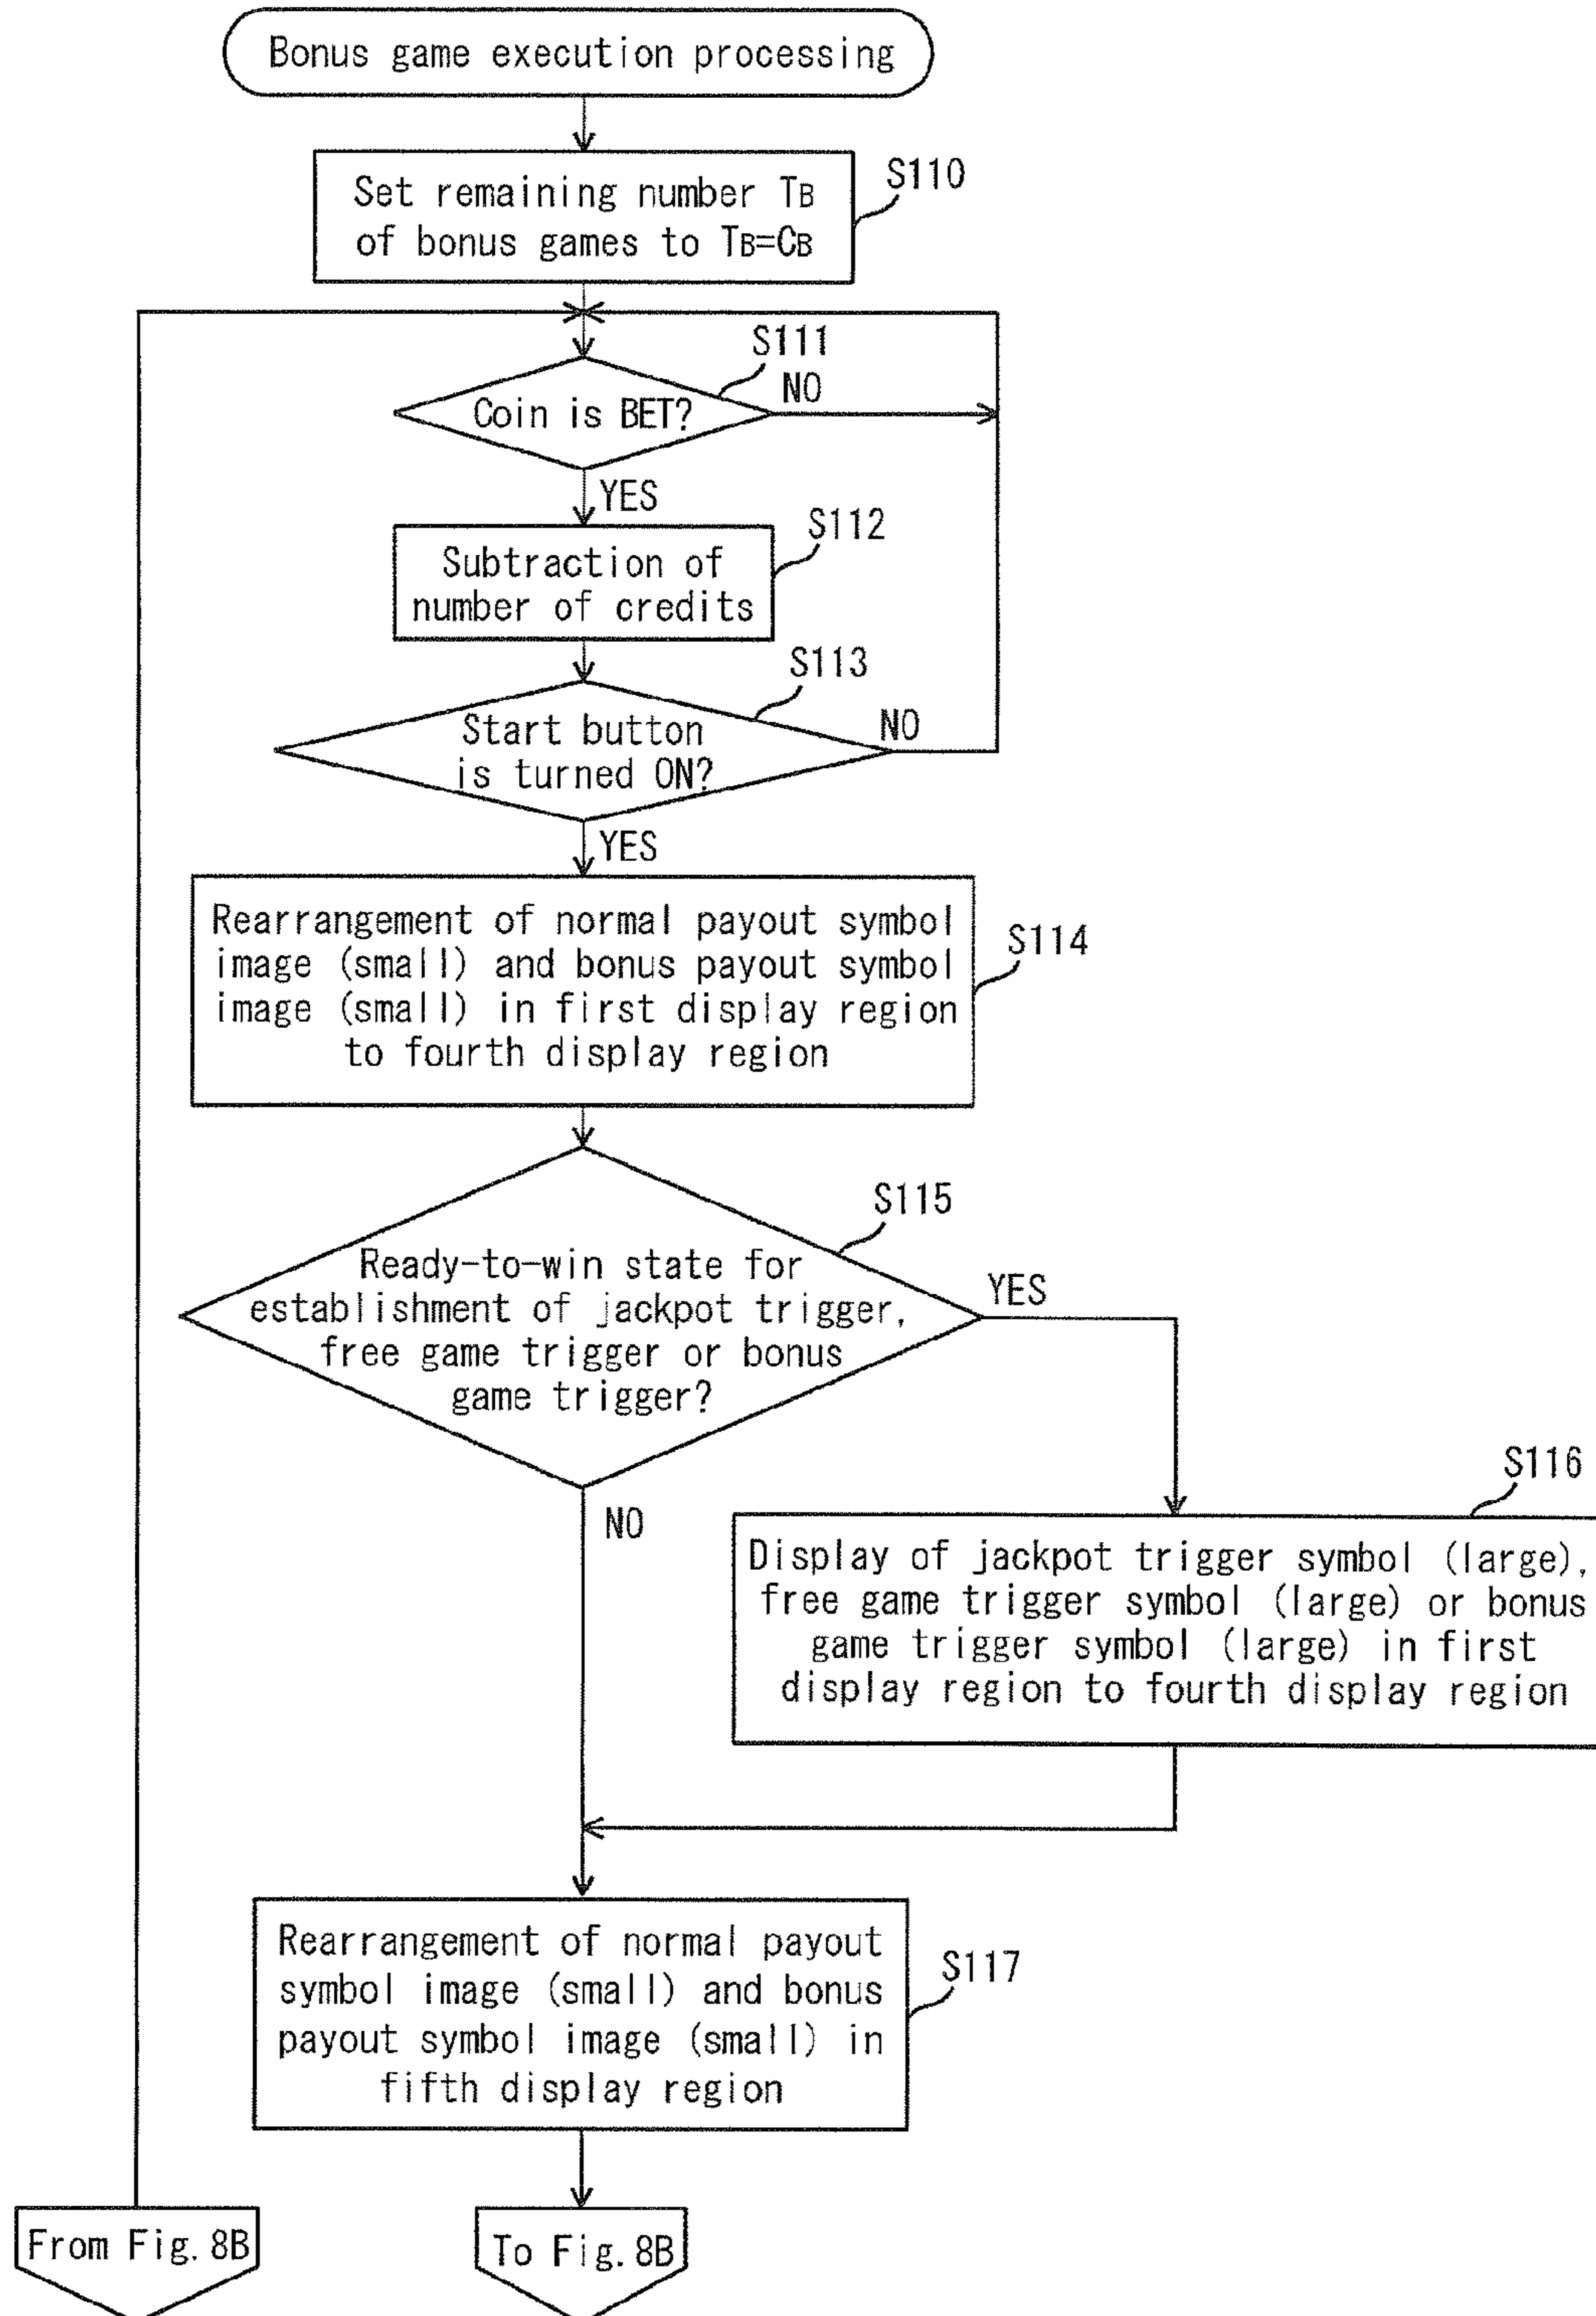 Bonus game execution processing
Set remaining number TB
of bonus games to TB=CB
S110
S111
Coin is BET?
NO
YES
S112
Subtraction of
number of credits
S113
Start button
is turned ON?
NO
YES
Rearrangement of normal payout symbol
image (small) and bonus payout symbol
image (small) in first display region
to fourth display region
S114
S115
Ready-to-win state for
establishment of jackpot trigger,
free game trigger or bonus
game trigger?
YES
NO
S116
Display of jackpot trigger symbol (large),
free game trigger symbol (large) or bonus
game trigger symbol (large) in first
display region to fourth display region
Rearrangement of normal payout
symbol image (small) and bonus
payout symbol image (small) in
fifth display region
S117
From Fig. 8B
To Fig. 8B